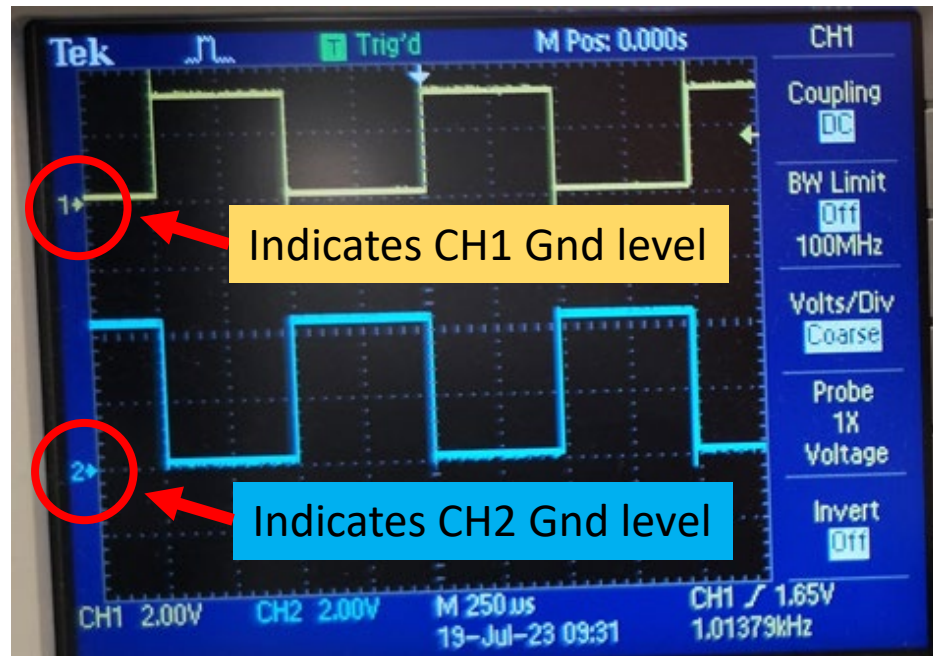 Tek T Trig'd M Pos: 0.000s CH1
Coupling
DC
BW Limit
Off
100MHz
1
Indicates CH1 Gnd level
Volts/Div
Coarse
Probe
1X
Voltage
2
Indicates CH2 Gnd level
Invert
Off
CH1 2.00V CH2 2.00V M 250µs CH1 1.65V
19-Jul-23 09:31 1.01379kHz